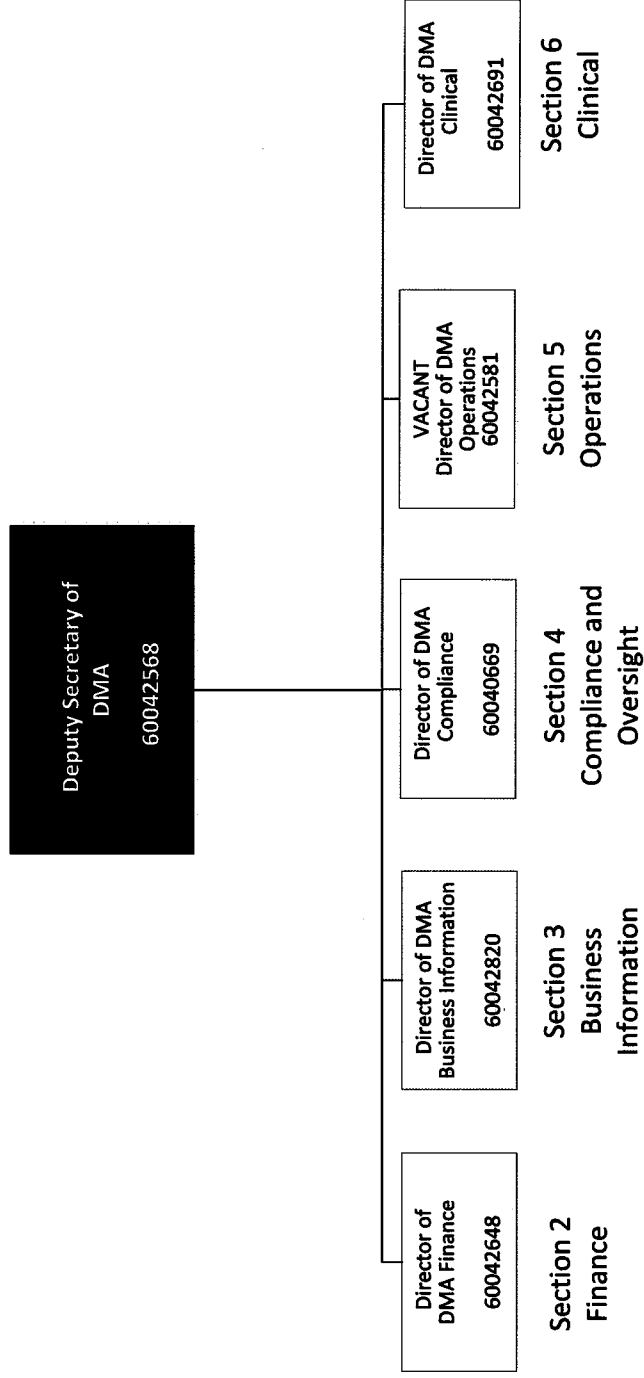 Deputy Secretary of
DMA
60042568
Director of
DMA Finance
60042648
Section 2
Finance
Director of DMA
Business Information
60042820
Section 3
Business
Information
Director of DMA
Compliance
60040669
Section 4
Compliance and
Oversight
VACANT
Director of DMA
Operations
60042581
Section 5
Operations
Director of DMA
Clinical
60042691
Section 6
Clinical